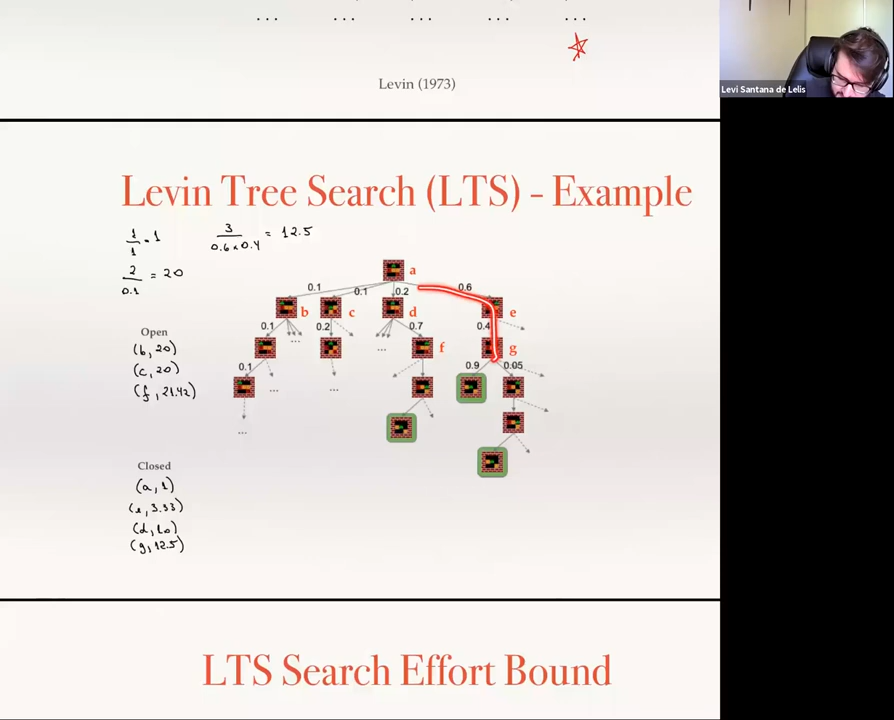 ... ... ... ... ...
Levin (1973)
Levi Santana de Lelis
Levin Tree Search (LTS) - Example
1/1 = 1
3/(0.6 x 0.4) = 12.5
2/0.1 = 20
a
0.1 0.1 0.2 0.6
b c d e
0.1 ... 0.2 ... 0.7 0.4
f g
0.1 0.9 0.05
... ...
...
Open
(b, 20)
(c, 20)
(f, 21.42)
Closed
(a, 1)
(e, 3.33)
(d, 10)
(g, 12.5)
LTS Search Effort Bound